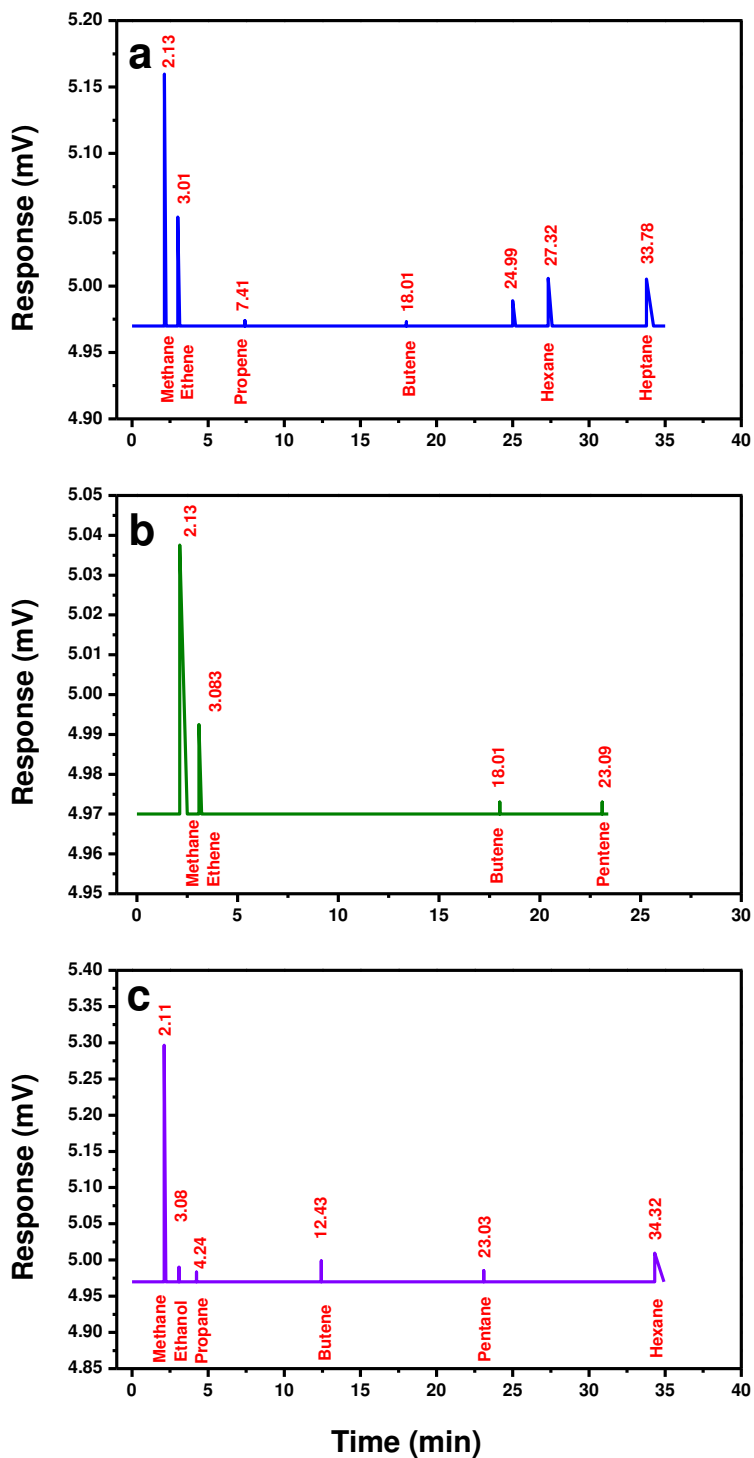 a
Response (mV)
5.20
5.15
5.10
5.05
5.00
4.95
4.90
2.13
3.01
7.41
18.01
24.99
27.32
33.78
Methane
Ethene
Propene
Butene
Hexane
Heptane
0 5 10 15 20 25 30 35 40
b
Response (mV)
5.05
5.04
5.03
5.02
5.01
5.00
4.99
4.98
4.97
4.96
4.95
2.13
3.083
18.01
23.09
Methane
Ethene
Butene
Pentene
0 5 10 15 20 25 30
c
Response (mV)
5.40
5.35
5.30
5.25
5.20
5.15
5.10
5.05
5.00
4.95
4.90
4.85
2.11
3.08
4.24
12.43
23.03
34.32
Methane
Ethanol
Propane
Butene
Pentane
Hexane
0 5 10 15 20 25 30 35 40
Time (min)